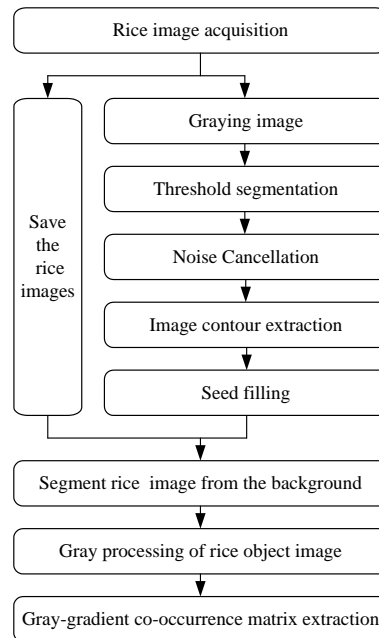 Rice image acquisition
Save
the
rice
images
Graying image
Threshold segmentation
Noise Cancellation
Image contour extraction
Seed filling
Segment rice image from the background
Gray processing of rice object image
Gray-gradient co-occurrence matrix extraction